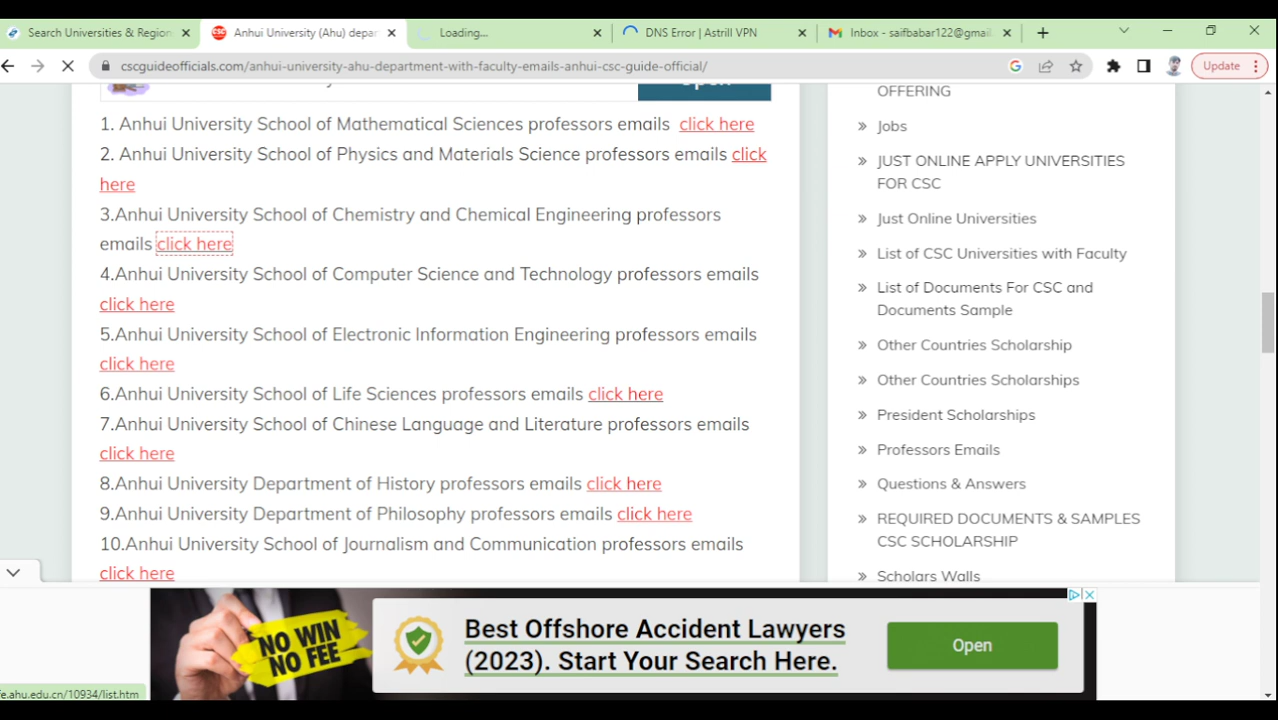 Search Universities & Region
Anhui University (Ahu) depar
Loading...
DNS Error | Astrill VPN
Inbox - saifbabar122@gmail
cscguideofficials.com/anhui-university-ahu-department-with-faculty-emails-anhui-csc-guide-official/
Update
1. Anhui University School of Mathematical Sciences professors emails click here
2. Anhui University School of Physics and Materials Science professors emails click
here
3.Anhui University School of Chemistry and Chemical Engineering professors
emails click here
4.Anhui University School of Computer Science and Technology professors emails
click here
5.Anhui University School of Electronic Information Engineering professors emails
click here
6.Anhui University School of Life Sciences professors emails click here
7.Anhui University School of Chinese Language and Literature professors emails
click here
8.Anhui University Department of History professors emails click here
9.Anhui University Department of Philosophy professors emails click here
10.Anhui University School of Journalism and Communication professors emails
click here
OFFERING
» Jobs
» JUST ONLINE APPLY UNIVERSITIES
FOR CSC
» Just Online Universities
» List of CSC Universities with Faculty
» List of Documents For CSC and
Documents Sample
» Other Countries Scholarship
» Other Countries Scholarships
» President Scholarships
» Professors Emails
» Questions & Answers
» REQUIRED DOCUMENTS & SAMPLES
CSC SCHOLARSHIP
» Scholars Walls
NO WIN
NO FEE
Best Offshore Accident Lawyers
(2023). Start Your Search Here.
Open
fe.ahu.edu.cn/10934/list.htm